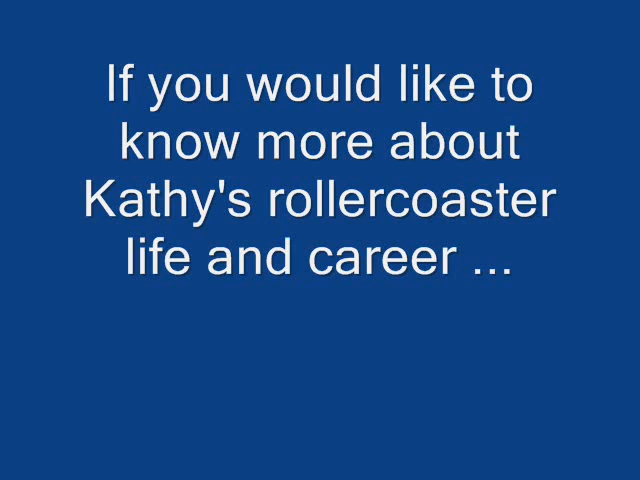 If you would like to
know more about
Kathy's rollercoaster
life and career ...